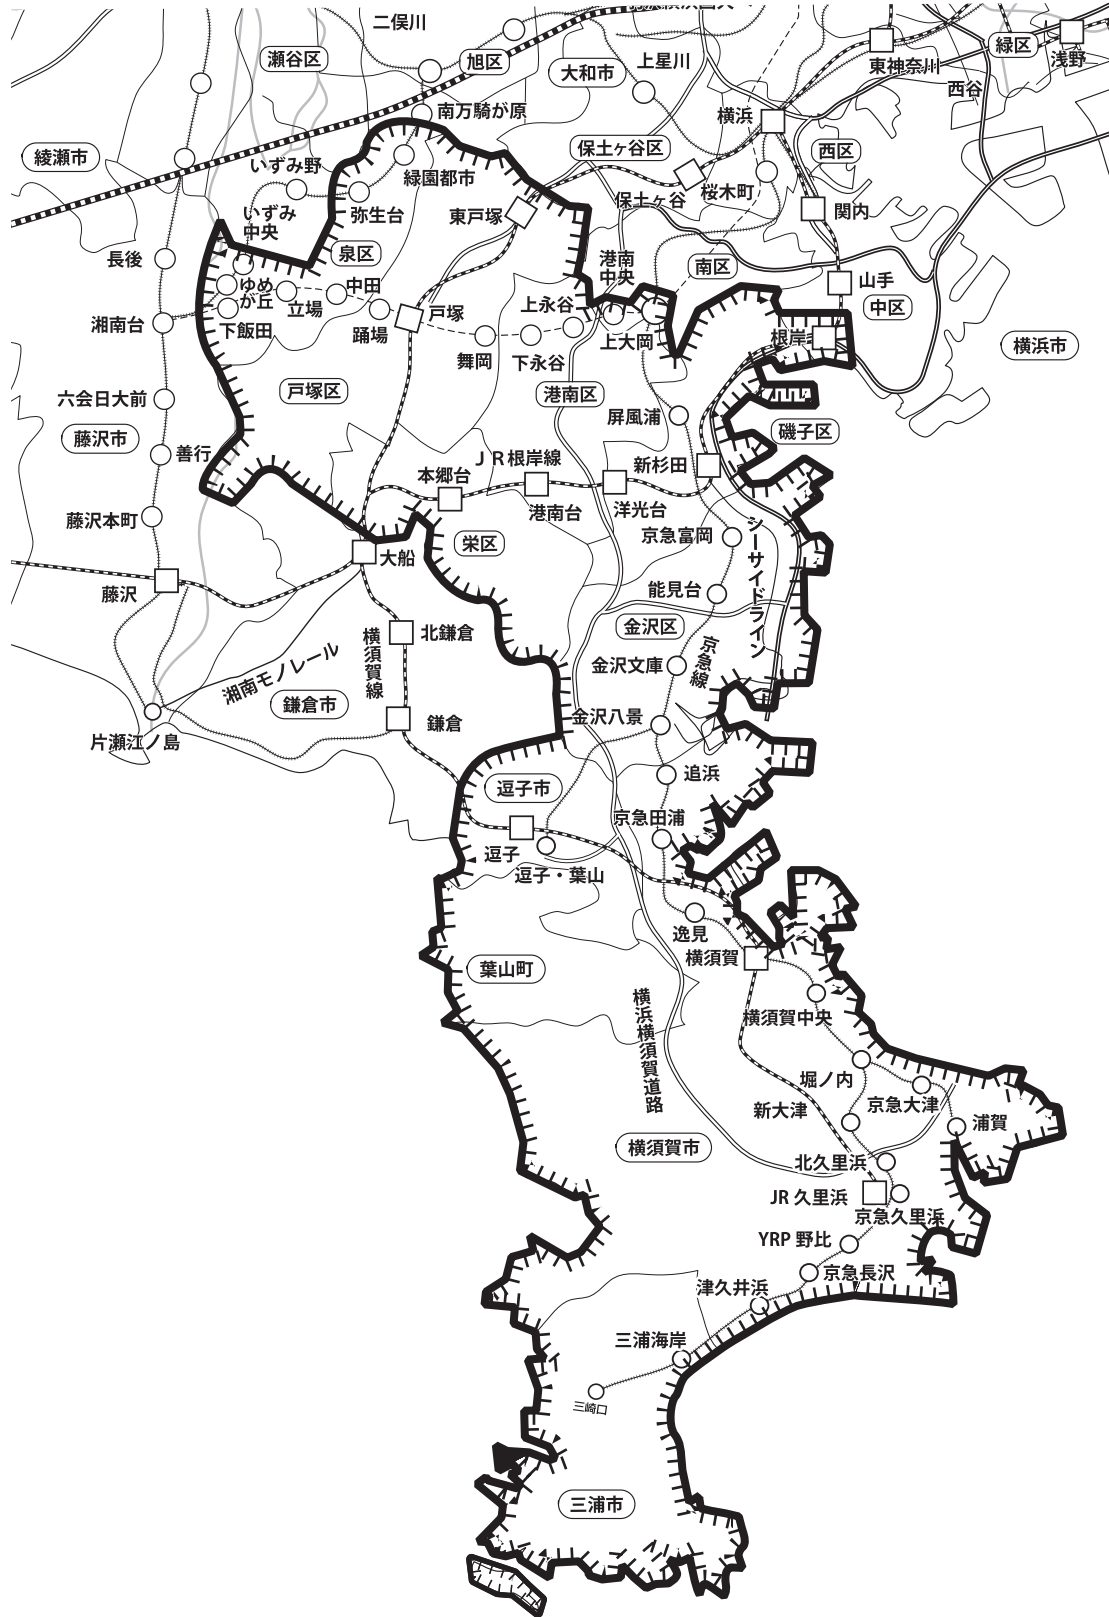 二俣川
瀬谷区
旭区
大和市
上星川
東神奈川
緑区
浅野
西谷
南万騎が原
横浜
綾瀬市
いずみ野
緑園都市
保土ヶ谷区
西区
桜木町
保土ヶ谷
関内
弥生台
東戸塚
いずみ
中央
泉区
長後
港南
中央
南区
山手
中区
ゆめ
が丘
立場
中田
戸塚
上永谷
湘南台
下飯田
踊場
舞岡
下永谷
上大岡
根岸
横浜市
六会日大前
戸塚区
港南区
屏風浦
磯子区
藤沢市
善行
本郷台
JR根岸線
新杉田
港南台
洋光台
藤沢本町
京急富岡
シーサイドライン
栄区
大船
藤沢
能見台
北鎌倉
横須賀線
金沢区
京急線
金沢文庫
湘南モノレール
鎌倉市
鎌倉
金沢八景
片瀬江ノ島
追浜
逗子市
京急田浦
逗子
逗子・葉山
逸見
横須賀
葉山町
横浜横須賀道路
横須賀中央
堀ノ内
京急大津
新大津
浦賀
横須賀市
北久里浜
JR久里浜
京急久里浜
YRP野比
京急長沢
津久井浜
三浦海岸
三崎口
三浦市